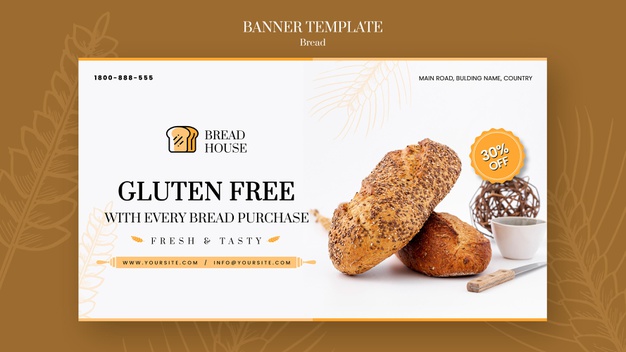 BANNER TEMPLATE
Bread
1800-888-555
MAIN ROAD, BULDING NAME, COUNTRY
BREAD
HOUSE
30%
OFF
GLUTEN FREE
WITH EVERY BREAD PURCHASE
FRESH & TASTY
WWW.YOURSITE.COM / INFO@YOURSITE.COM